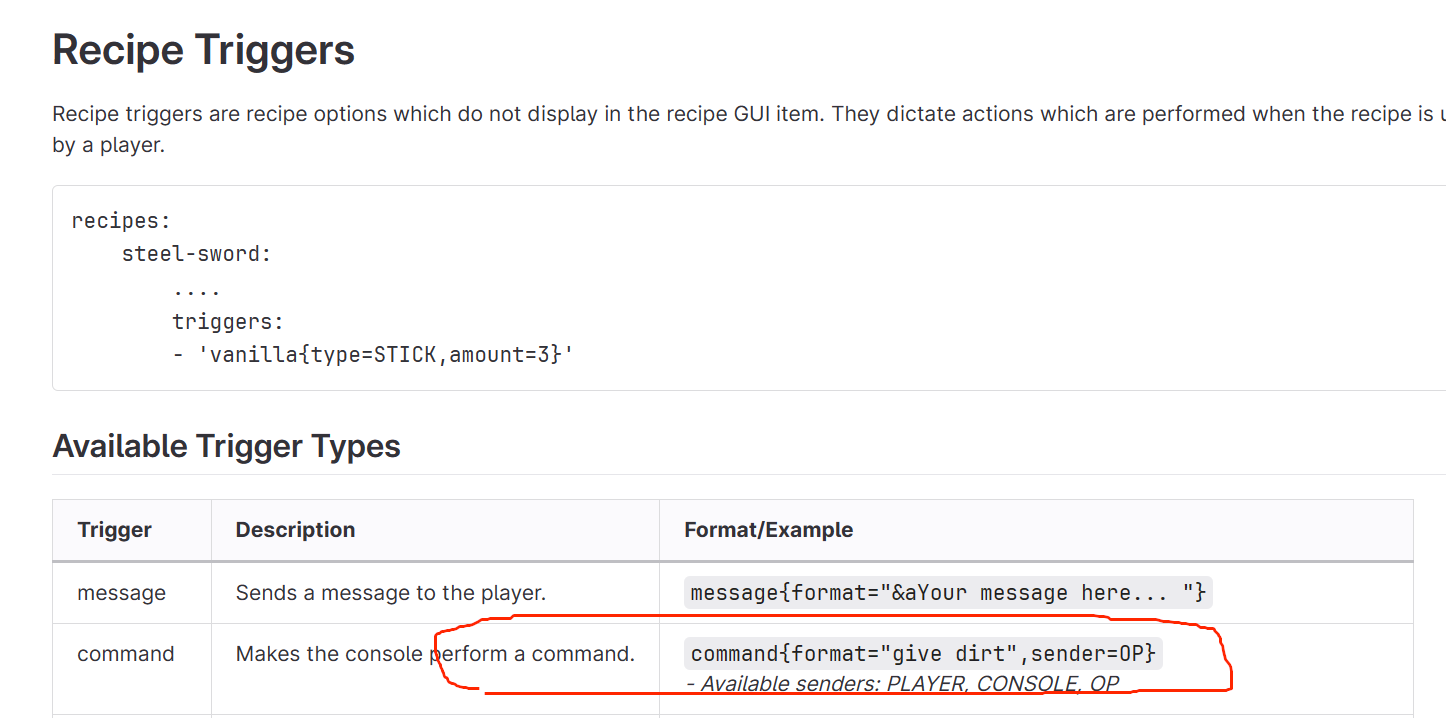 Recipe Triggers
Recipe triggers are recipe options which do not display in the recipe GUI item. They dictate actions which are performed when the recipe is
by a player.
recipes:
steel-sword:
....
triggers:
- 'vanilla{type=STICK,amount=3}'
Available Trigger Types
Trigger Description Format/Example
message Sends a message to the player. message{format="&aYour message here... "}
command Makes the console perform a command. command{format="give dirt",sender=OP}
- Available senders: PLAYER, CONSOLE, OP